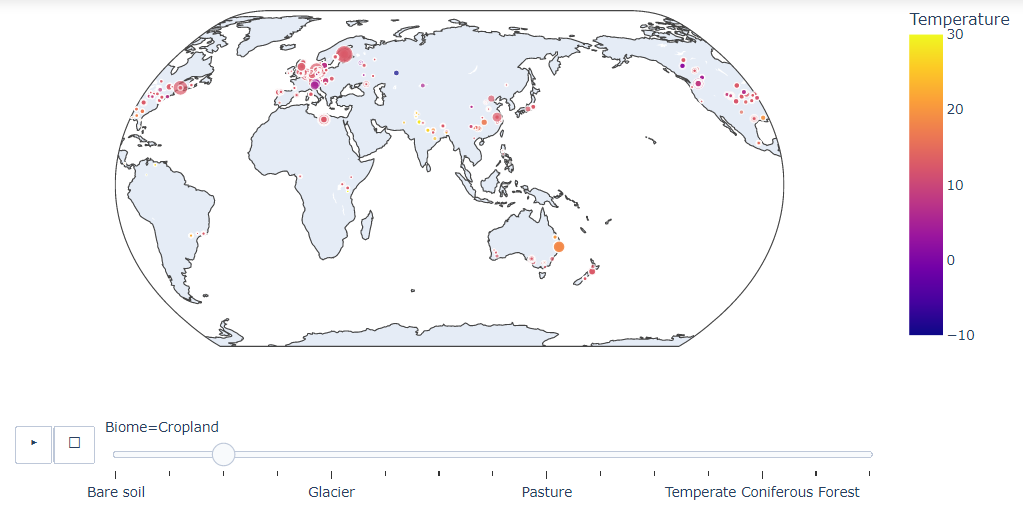 Temperature
30
20
10
0
−10
Biome=Cropland
Bare soil
Glacier
Pasture
Temperate Coniferous Forest